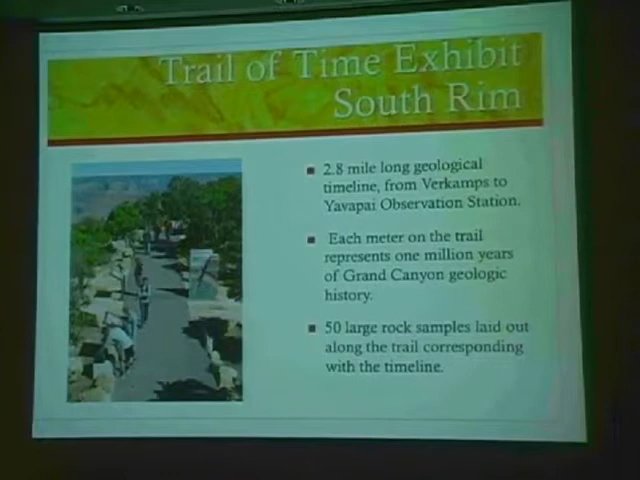 Trail of Time Exhibit
South Rim
2.8 mile long geological
timeline, from Verkamps to
Yavapai Observation Station.
Each meter on the trail
represents one million years
of Grand Canyon geologic
history.
50 large rock samples laid out
along the trail corresponding
with the timeline.